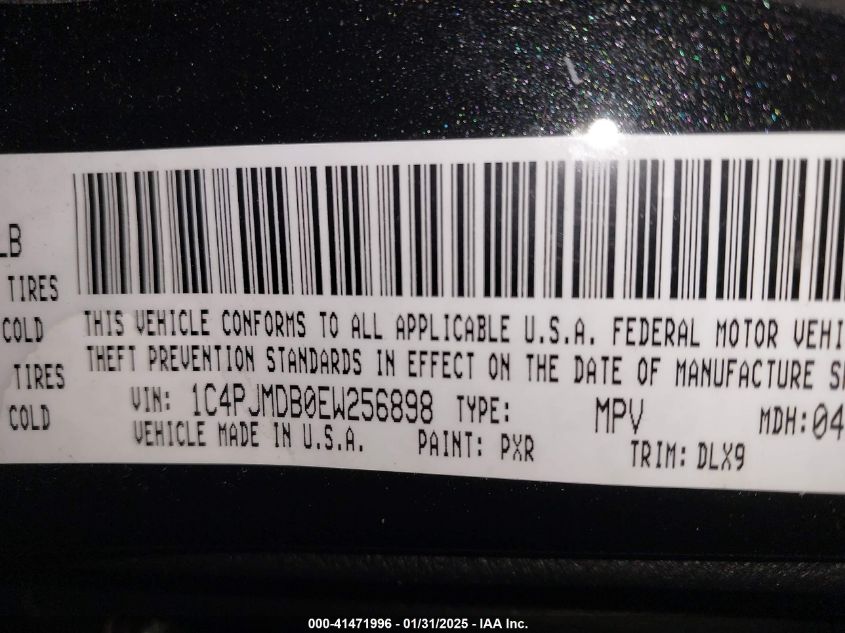 LB
TIRES
COLD
TIRES
COLD
THIS VEHICLE CONFORMS TO ALL APPLICABLE U.S.A. FEDERAL MOTOR VEHI
THEFT PREVENTION STANDARDS IN EFFECT ON THE DATE OF MANUFACTURE S
VIN: 1C4PJMDB0EW256898 TYPE: MPV MDH: 04
VEHICLE MADE IN U.S.A. PAINT: PXR TRIM: DLX9
000-41471996 - 01/31/2025 - IAA Inc.